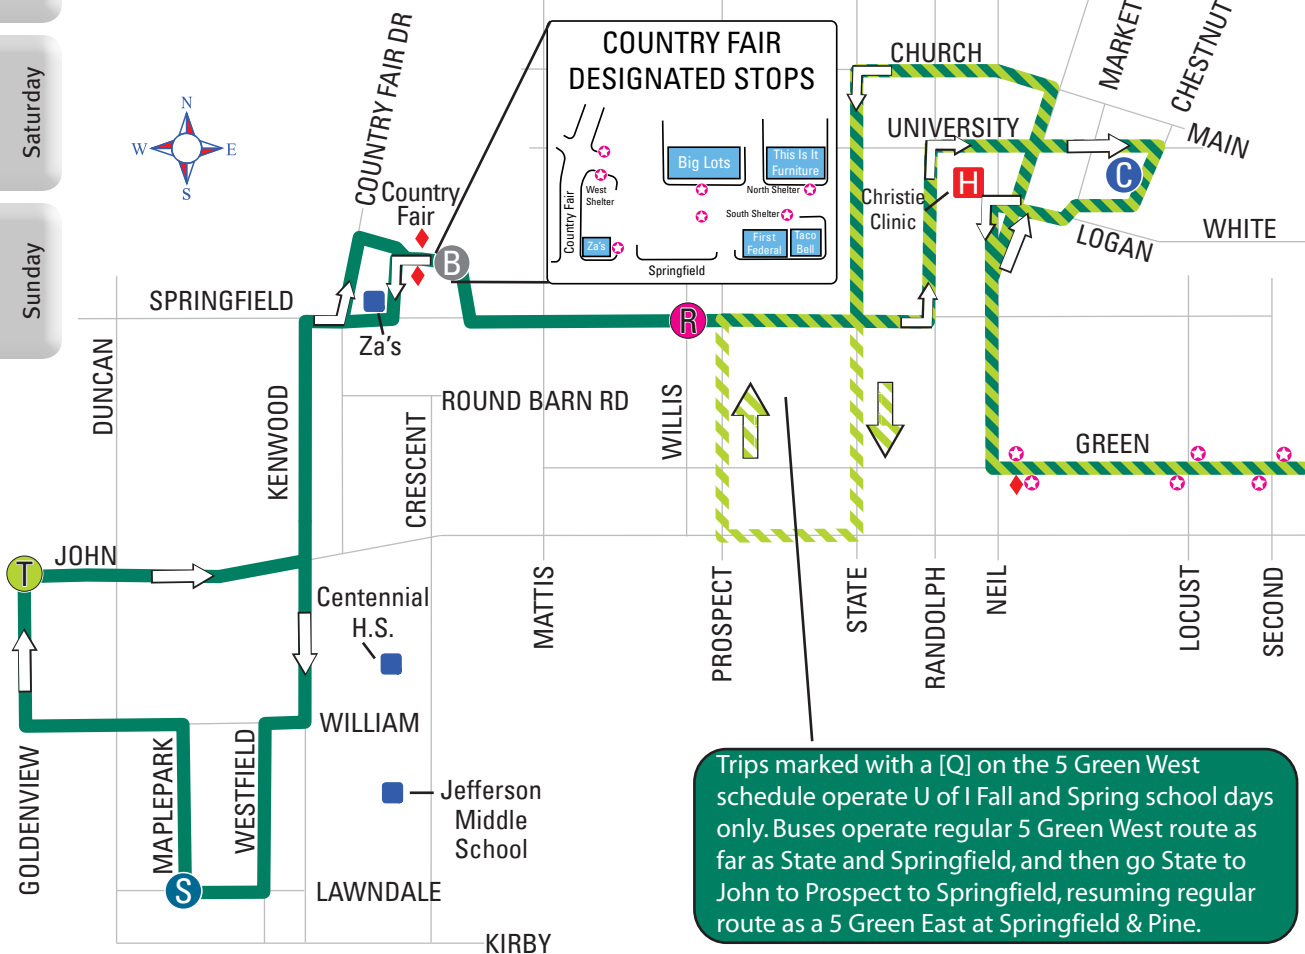 Saturday
Sunday
N
W
E
S
COUNTRY FAIR DR
Country
Fair
B
COUNTRY FAIR
DESIGNATED STOPS
Big Lots
This Is It
Furniture
West
Shelter
North Shelter
South Shelter
Country Fair
Za's
First
Federal
Taco
Bell
Springfield
CHURCH
UNIVERSITY
MARKET
CHESTNUT
MAIN
Christie
Clinic
H
C
LOGAN
WHITE
SPRINGFIELD
Za's
R
DUNCAN
KENWOOD
ROUND BARN RD
CRESCENT
WILLIS
GREEN
JOHN
T
Centennial
H.S.
MATTIS
PROSPECT
STATE
RANDOLPH
NEIL
LOCUST
SECOND
WILLIAM
GOLDENVIEW
MAPLEPARK
WESTFIELD
Jefferson
Middle
School
S
LAWNDALE
KIRBY
Trips marked with a [Q] on the 5 Green West
schedule operate U of I Fall and Spring school days
only. Buses operate regular 5 Green West route as
far as State and Springfield, and then go State to
John to Prospect to Springfield, resuming regular
route as a 5 Green East at Springfield & Pine.